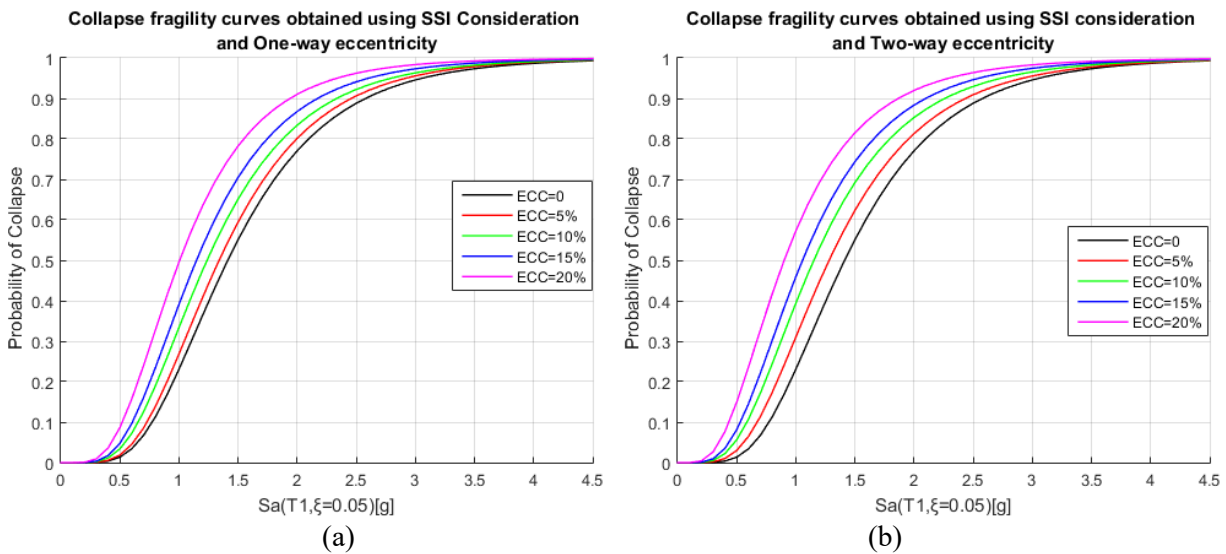 Collapse fragility curves obtained using SSI Consideration
and One-way eccentricity
1
0.9
0.8
0.7
0.6
0.5
0.4
0.3
0.2
0.1
0
Probability of Collapse
ECC=0
ECC=5%
ECC=10%
ECC=15%
ECC=20%
0 0.5 1 1.5 2 2.5 3 3.5 4 4.5
Sa(T1,ξ=0.05)[g]
(a)
Collapse fragility curves obtained using SSI consideration
and Two-way eccentricity
1
0.9
0.8
0.7
0.6
0.5
0.4
0.3
0.2
0.1
0
Probability of Collapse
ECC=0
ECC=5%
ECC=10%
ECC=15%
ECC=20%
0 0.5 1 1.5 2 2.5 3 3.5 4 4.5
Sa(T1,ξ=0.05)[g]
(b)